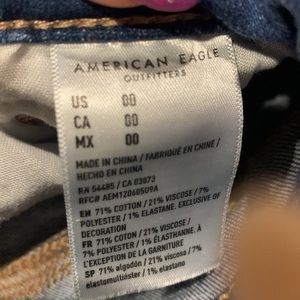 AMERICAN EAGLE
OUTFITTERS
US 00
CA 00
MX 00
MADE IN CHINA / FABRIQUÉ EN CHINE /
HECHO EN CHINA
RN 54485 / CA 03873
RFC# AEM120605U9A
EN 71% COTTON / 21% VISCOSE / 7%
POLYESTER / 1% ELASTANE. EXCLUSIVE OF
DECORATION
FR 71% COTON / 21% VISCOSE / 7%
POLYESTER / 1% ÉLASTHANNE. À
L'EXCEPTION DE LA GARNITURE
SP 71% algodón / 21% viscosa / 7%
elastomultiéster / 1% elastano